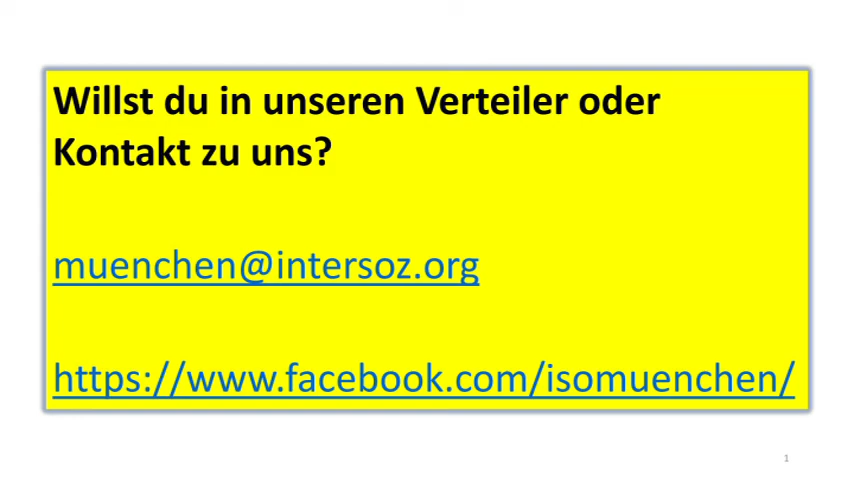 Willst du in unseren Verteiler oder
Kontakt zu uns?
muenchen@intersoz.org
https://www.facebook.com/isomuenchen/
1